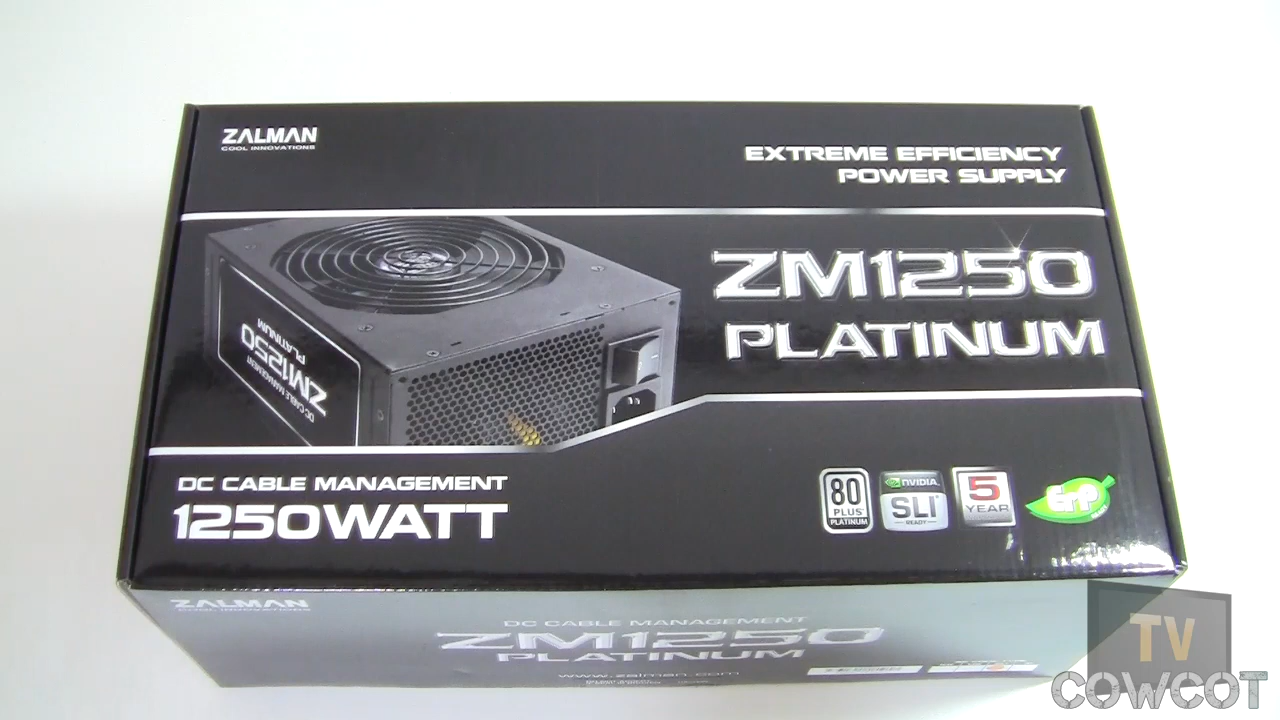 ZALMAN
COOL INNOVATIONS
EXTREME EFFICIENCY
POWER SUPPLY
ZM1250
PLATINUM
DC CABLE MANAGEMENT
ZM1250
PLATINUM
DC CABLE MANAGEMENT
1250WATT
80
PLUS
PLATINUM
NVIDIA
SLI
READY
5
YEAR
ErP
ZALMAN
COOL INNOVATIONS
DC CABLE MANAGEMENT
ZM1250
PLATINUM
www.zalman.com
TV
COWCOT